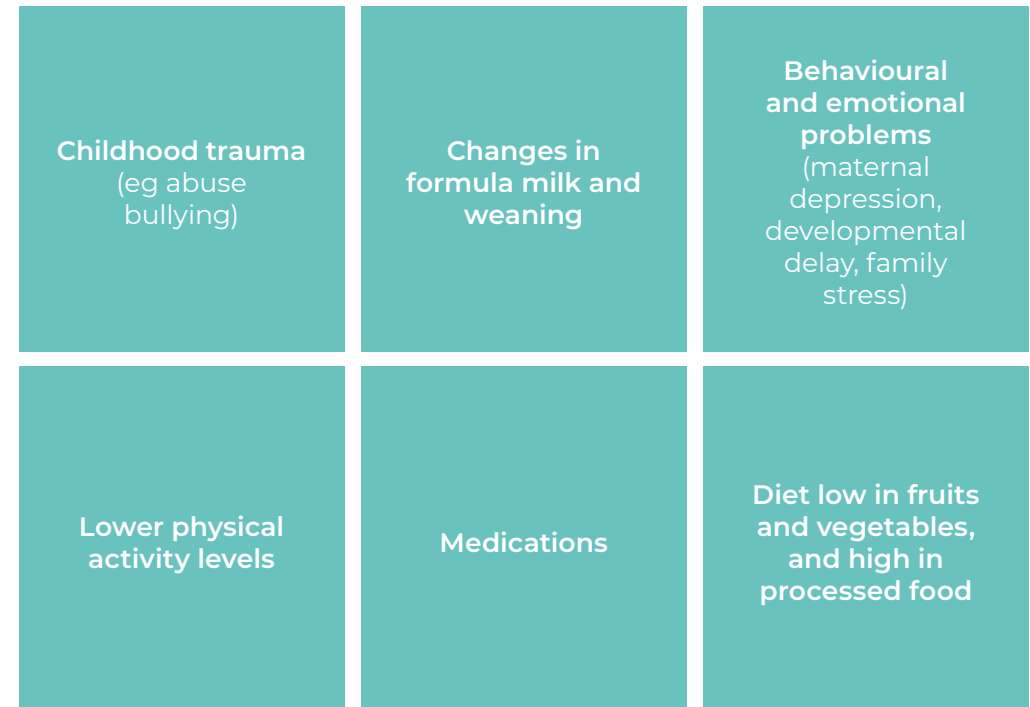 Childhood trauma
(eg abuse
bullying)
Changes in
formula milk and
weaning
Behavioural
and emotional
problems
(maternal
depression,
developmental
delay, family
stress)
Lower physical
activity levels
Medications
Diet low in fruits
and vegetables,
and high in
processed food